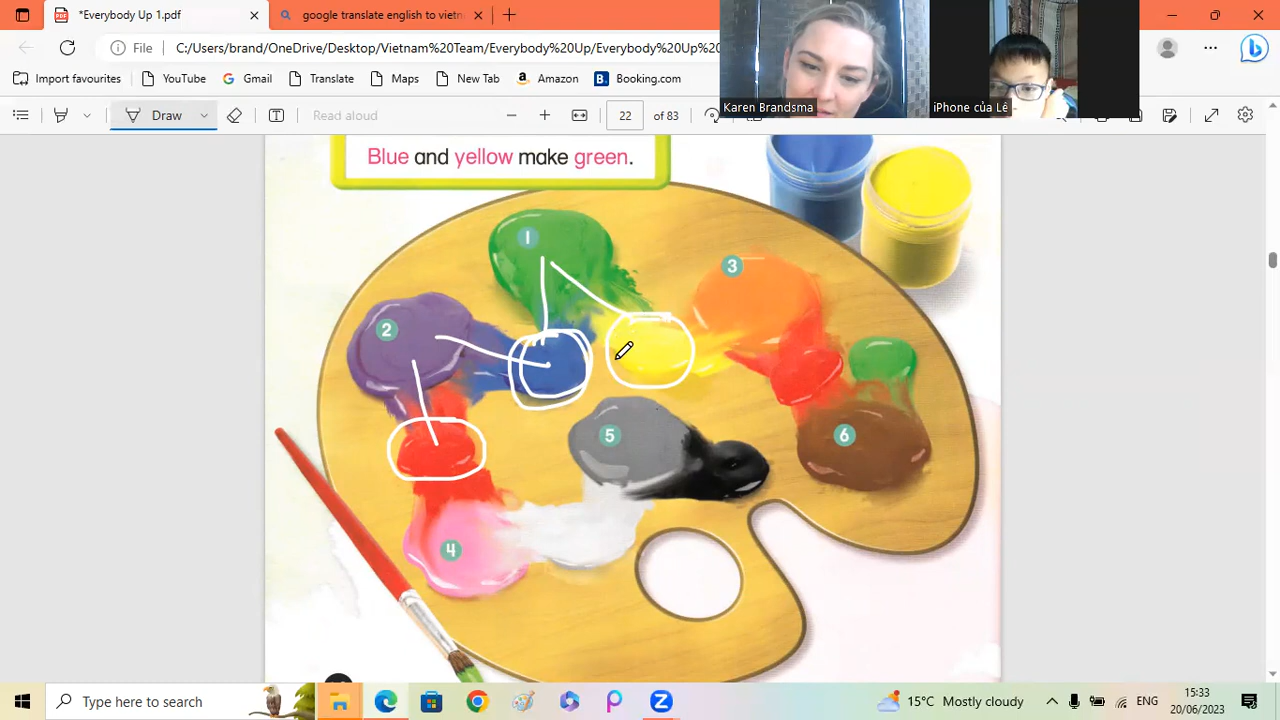 *Everybody Up 1.pdf
google translate english to vietn
File
C:/Users/brand/OneDrive/Desktop/Vietnam%20Team/Everybody%20Up/Everybody%20Up%20
Import favourites
YouTube
Gmail
Translate
Maps
New Tab
Amazon
B. Booking.com
Draw
Read aloud
22 of 83
Karen Brandsma
iPhone của Lê
Blue and yellow make green.
1
2
3
4
5
6
Type here to search
15°C Mostly cloudy
ENG
15:33
20/06/2023